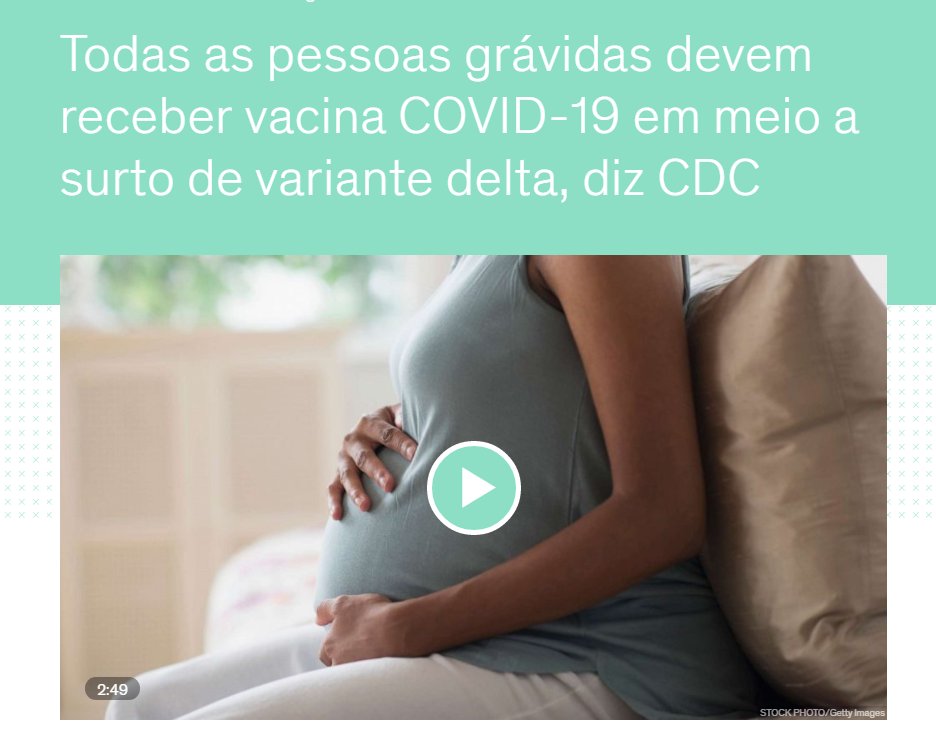 Todas as pessoas grávidas devem
receber vacina COVID-19 em meio a
surto de variante delta, diz CDC
2:49
STOCK PHOTO/Getty Images